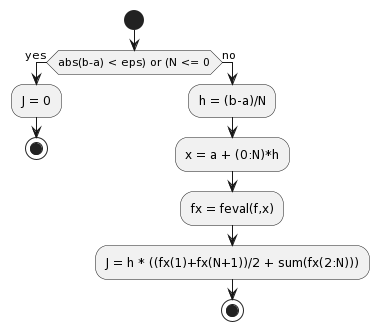 yes
abs(b-a) < eps) or (N <= 0
no
J = 0
h = (b-a)/N
x = a + (0:N)*h
fx = feval(f,x)
J = h * ((fx(1)+fx(N+1))/2 + sum(fx(2:N)))